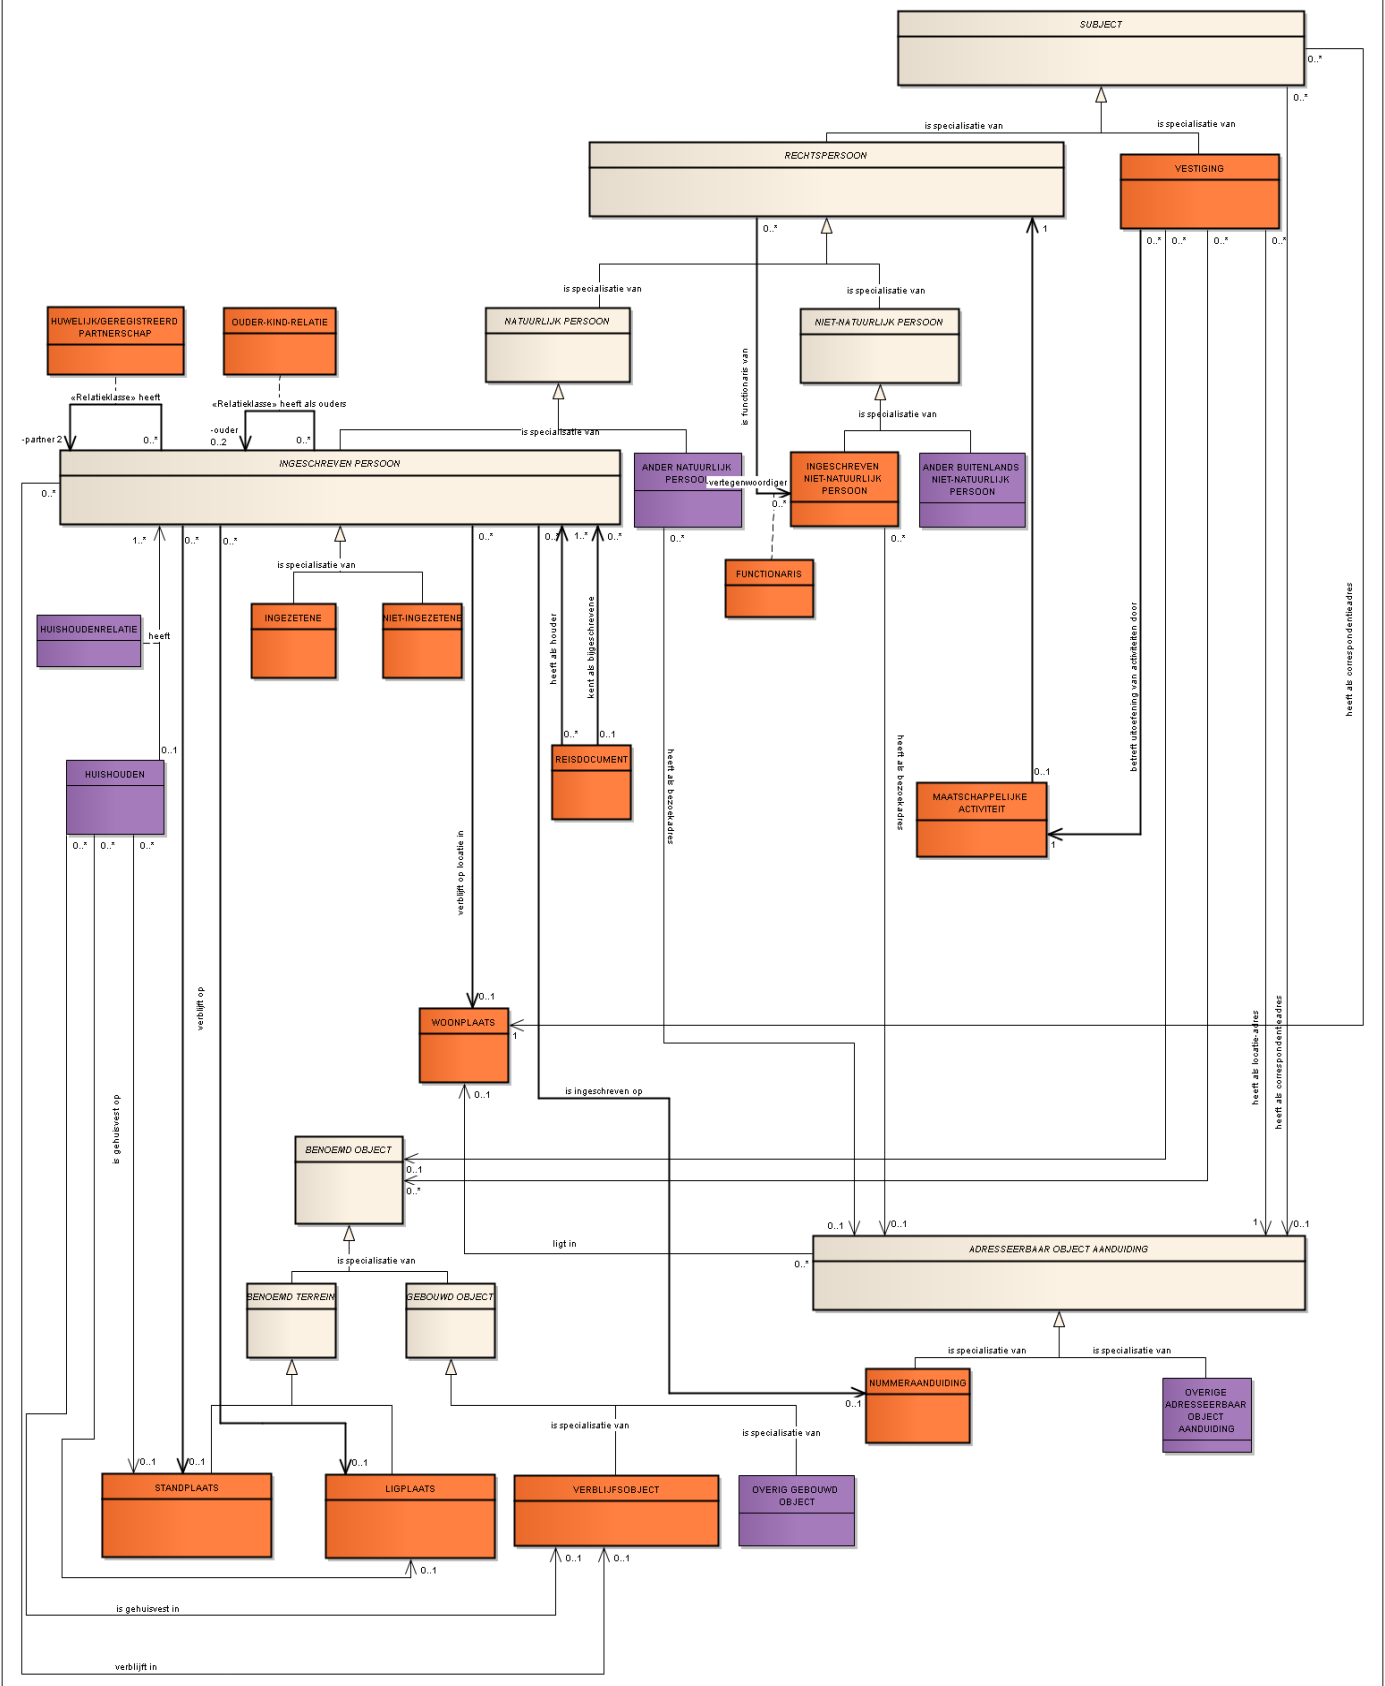 SUBJECT
0..*
0..*
is specialisatie van
is specialisatie van
RECHTSPERSOON
VESTIGING
0..*
1
0..*
0..*
0..*
0..*
is specialisatie van
is specialisatie van
HUWELIJK/GEREGISTREERD
PARTNERSCHAP
OUDER-KIND-RELATIE
NATUURLIJK PERSOON
NIET-NATUURLIJK PERSOON
is functionaris van
«Relatieklasse» heeft
«Relatieklasse» heeft als ouders
is specialisatie van
-partner 2
0..*
-ouder
0..2
0..*
is specialisatie van
INGESCHREVEN PERSOON
0..*
ANDER NATUURLIJK
PERSOON
-vertegenwoordiger
0..*
INGESCHREVEN
NIET-NATUURLIJK
PERSOON
ANDER BUITENLANDS
NIET-NATUURLIJK
PERSOON
1..*
0..*
0..*
0..*
0..*
1..*
0..*
0..*
0..*
is specialisatie van
FUNCTIONARIS
INGEZETENE
NIET-INGEZETENE
HUISHOUDENRELATIE
heeft
heeft als houder
kent als bijgeschrevene
betreft uitoefening van activiteiten door
heeft als correspondentieadres
0..1
0..*
0..1
HUISHOUDEN
REISDOCUMENT
heeft als bezoekadres
heeft als bezoekadres
0..1
MAATSCHAPPELIJKE
ACTIVITEIT
1
0..*
0..*
0..*
verblijft op locatie in
verblijft op
0..1
WOONPLAATS
1
heeft als locatie-adres
heeft als correspondentieadres
0..1
is ingeschreven op
is gehuisvest op
BENOEMD OBJECT
0..1
0..*
0..1
0..1
1
0..1
ligt in
0..*
ADRESSEERBAAR OBJECT AANDUIDING
is specialisatie van
BENOEMD TERREIN
GEBOUWD OBJECT
is specialisatie van
is specialisatie van
NUMMERAANDUIDING
0..1
OVERIGE
ADRESSEERBAAR
OBJECT
AANDUIDING
is specialisatie van
is specialisatie van
0..1
0..1
0..1
STANDPLAATS
LIGPLAATS
VERBLIJFSOBJECT
OVERIG GEBOUWD
OBJECT
0..1
0..1
0..1
is gehuisvest in
verblijft in